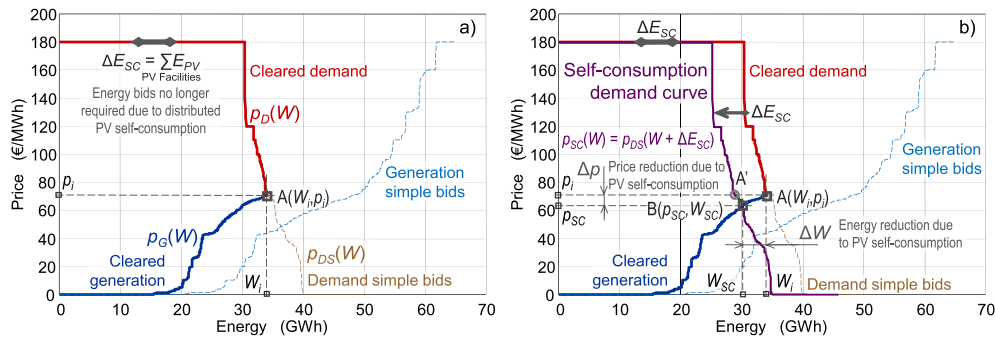 a)
180
160
140
120
100
80
60
40
20
0
Price (€/MWh)
ΔE_SC = ∑E_PV
PV Facilities
Energy bids no longer
required due to distributed
PV self-consumption
Cleared demand
p_D(W)
Generation
simple bids
p_i
A(W_i,p_i)
p_G(W)
Cleared
generation
p_DS(W)
Demand simple bids
W_i
0 10 20 30 40 50 60 70
Energy (GWh)
b)
180
160
140
120
100
80
60
40
20
0
Price (€/MWh)
ΔE_SC
Self-consumption
demand curve
Cleared demand
ΔE_SC
p_SC(W) = p_DS(W + ΔE_SC)
Δp
Price reduction due to
PV self-consumption
Generation
simple bids
p_i
A'
A(W_i,p_i)
p_SC
B(p_SC,W_SC)
ΔW
Energy reduction due
to PV self-consumption
p_G(W)
Cleared
generation
W_SC
W_i
Demand simple bids
0 10 20 30 40 50 60 70
Energy (GWh)